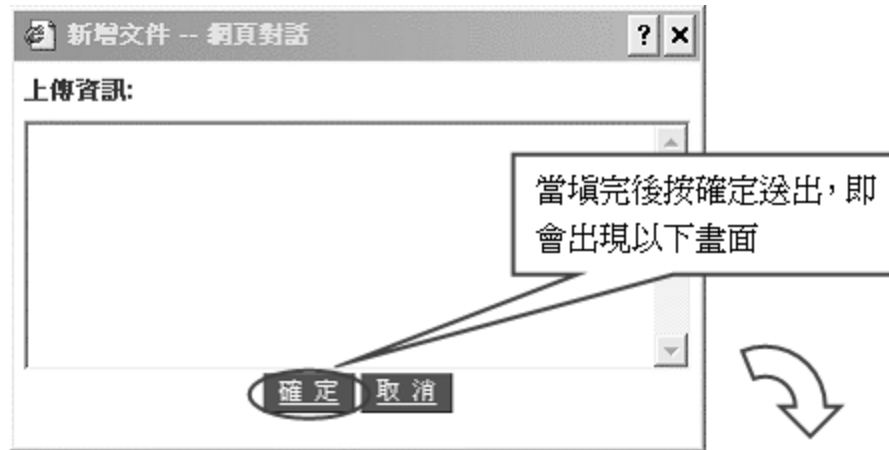 新增文件 -- 網頁對話
上傳資訊:
當填完後按確定送出，即
會出現以下畫面
確定 取消